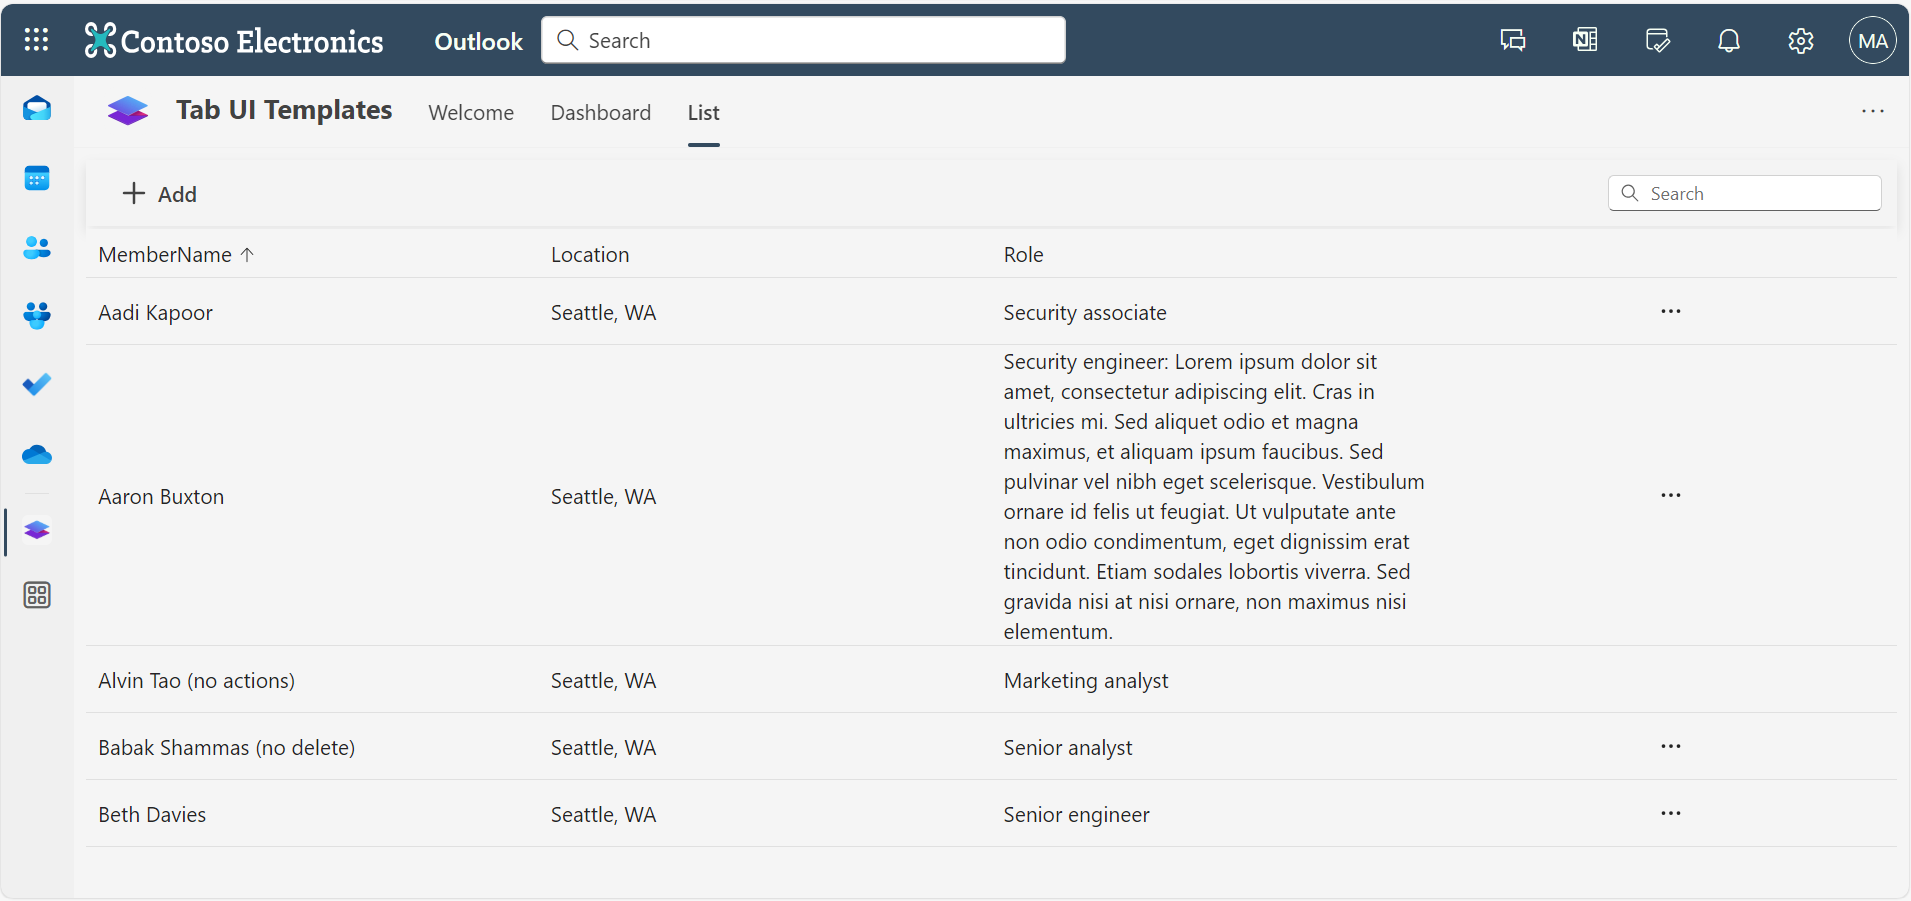 Contoso Electronics Outlook Search MA
Tab UI Templates Welcome Dashboard List
Add Search
MemberName Location Role
Aadi Kapoor Seattle, WA Security associate
Security engineer: Lorem ipsum dolor sit
amet, consectetur adipiscing elit. Cras in
ultricies mi. Sed aliquet odio et magna
maximus, et aliquam ipsum faucibus. Sed
pulvinar vel nibh eget scelerisque. Vestibulum
Aaron Buxton Seattle, WA
ornare id felis ut feugiat. Ut vulputate ante
non odio condimentum, eget dignissim erat
tincidunt. Etiam sodales lobortis viverra. Sed
gravida nisi at nisi ornare, non maximus nisi
elementum.
Alvin Tao (no actions) Seattle, WA Marketing analyst
Babak Shammas (no delete) Seattle, WA Senior analyst
Beth Davies Seattle, WA Senior engineer